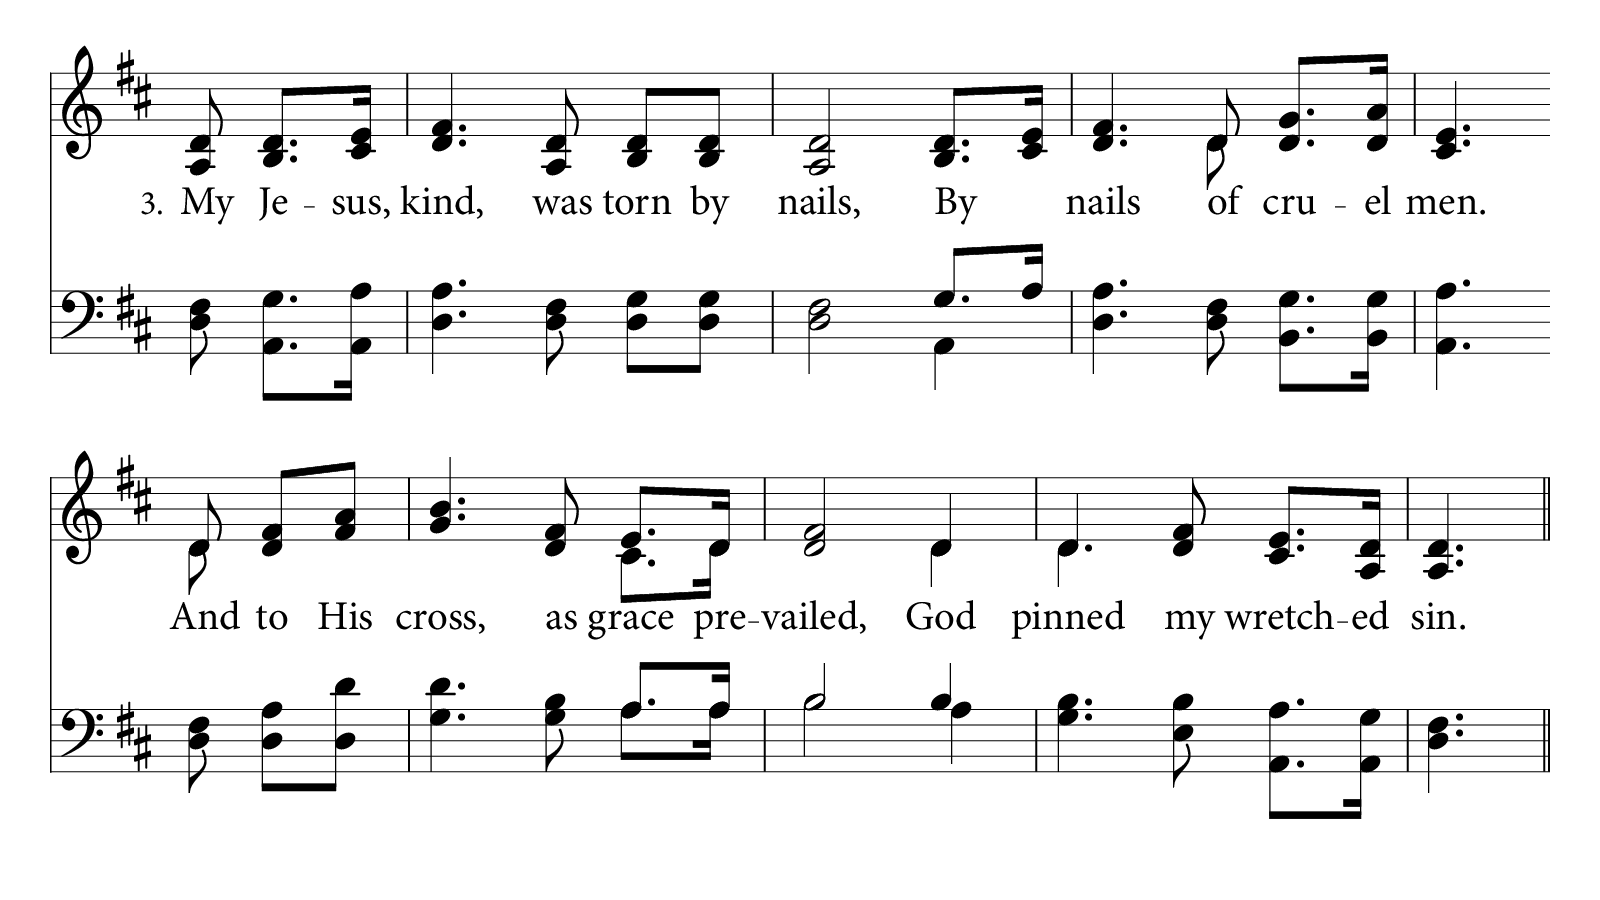 3. My Je - sus, kind, was torn by nails, By nails of cru - el men.
And to His cross, as grace pre-vailed, God pinned my wretch-ed sin.